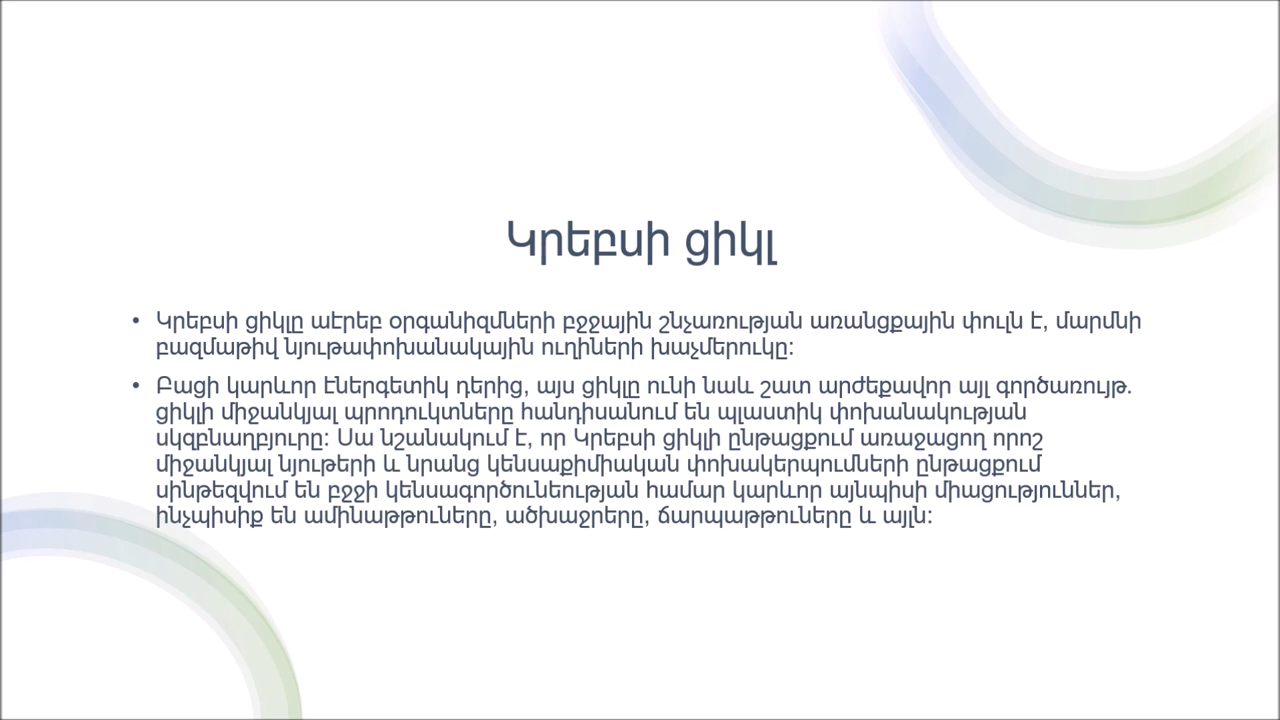 Կրեբսի ցիկլ
• Կրեբսի ցիկլը աէրեբ օրգանիզմների բջջային շնչառության առանցքային փուլն է, մարմնի
բազմաթիվ նյութափոխանակային ուղիների խաչմերուկը:
• Բացի կարևոր էներգետիկ դերից, այս ցիկլը ունի նաև շատ արժեքավոր այլ գործառույթ.
ցիկլի միջանկյալ պրոդուկտները հանդիսանում են պլաստիկ փոխանակության
սկզբնաղբյուրը: Սա նշանակում է, որ Կրեբսի ցիկլի ընթացքում առաջացող որոշ
միջանկյալ նյութերի և նրանց կենսաքիմիական փոխակերպումների ընթացքում
սինթեզվում են բջջի կենսագործունեության համար կարևոր այնպիսի միացություններ,
ինչպիսիք են ամինաթթուները, ածխաջրերը, ճարպաթթուները և այլն: